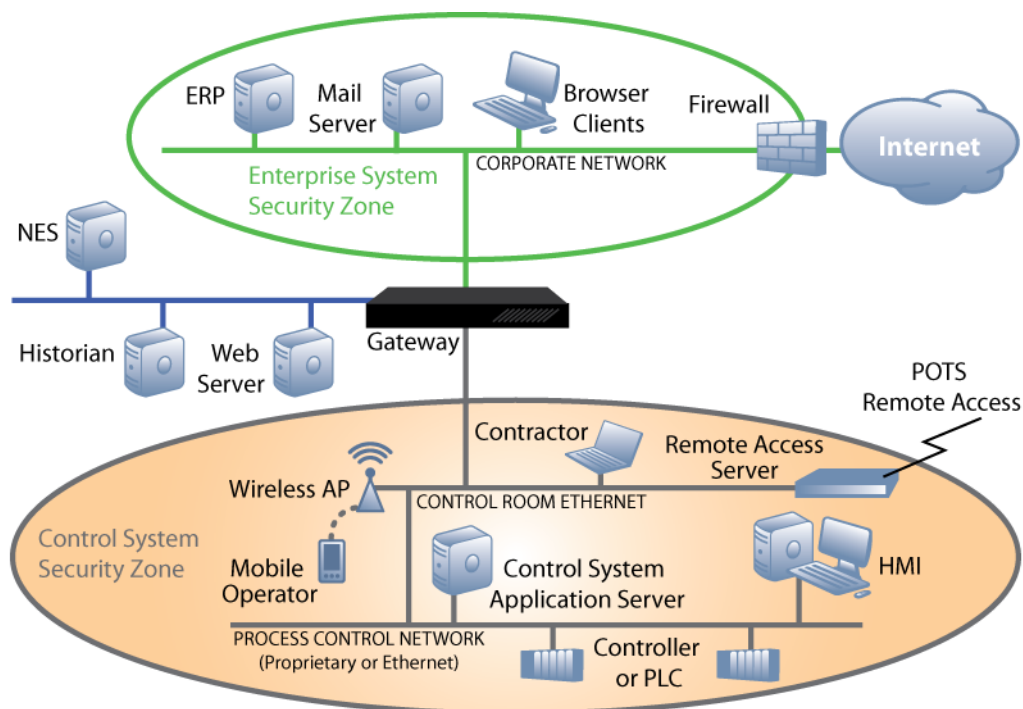 ERP
Mail
Server
Browser
Clients
Firewall
Internet
CORPORATE NETWORK
Enterprise System
Security Zone
NES
Historian
Web
Server
Gateway
POTS
Remote Access
Contractor
Remote Access
Server
Wireless AP
CONTROL ROOM ETHERNET
Control System
Security Zone
Mobile
Operator
Control System
Application Server
HMI
PROCESS CONTROL NETWORK
(Proprietary or Ethernet)
Controller
or PLC